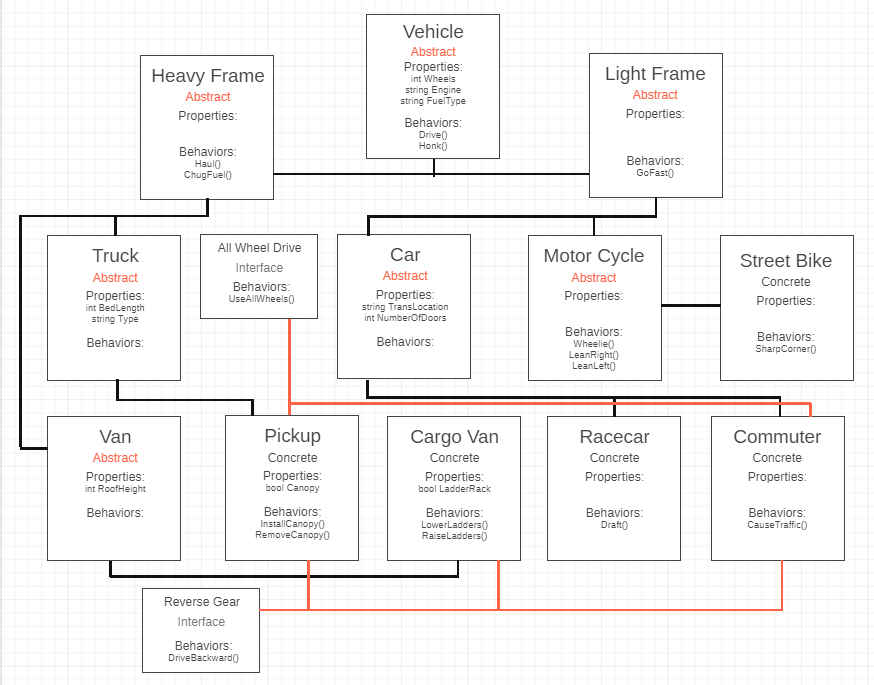 Vehicle
Abstract
Properties:
int Wheels
string Engine
string FuelType
Behaviors:
Drive()
Honk()
Heavy Frame
Abstract
Properties:
Behaviors:
Haul()
ChugFuel()
Light Frame
Abstract
Properties:
Behaviors:
GoFast()
Truck
Abstract
Properties:
int BedLength
string Type
Behaviors:
All Wheel Drive
Interface
Behaviors:
UseAllWheels()
Car
Abstract
Properties:
string TransLocation
int NumberOfDoors
Behaviors:
Motor Cycle
Abstract
Properties:
Behaviors:
Wheelie()
LeanRight()
LeanLeft()
Street Bike
Concrete
Properties:
Behaviors:
SharpCorner()
Van
Abstract
Properties:
int RoofHeight
Behaviors:
Pickup
Concrete
Properties:
bool Canopy
Behaviors:
InstallCanopy()
RemoveCanopy()
Cargo Van
Concrete
Properties:
bool LadderRack
Behaviors:
LowerLadders()
RaiseLadders()
Racecar
Concrete
Properties:
Behaviors:
Draft()
Commuter
Concrete
Properties:
Behaviors:
CauseTraffic()
Reverse Gear
Interface
Behaviors:
DriveBackward()